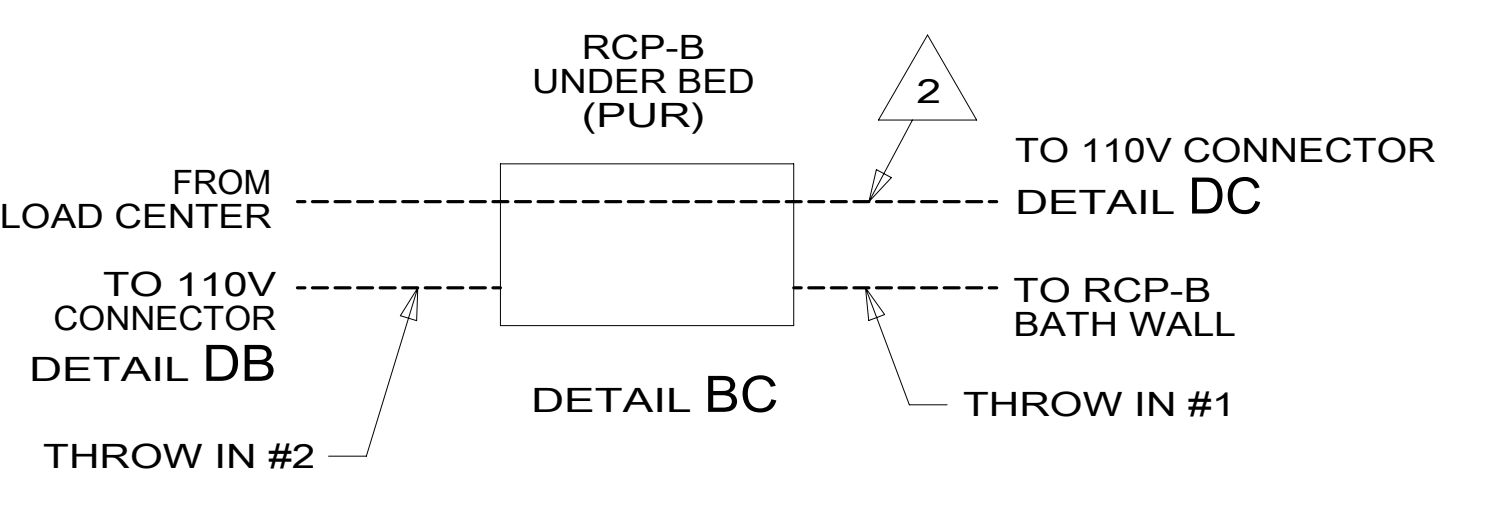 RCP-B
UNDER BED
(PUR)
2
FROM
LOAD CENTER
TO 110V CONNECTOR
DETAIL DC
TO 110V
CONNECTOR
DETAIL DB
TO RCP-B
BATH WALL
DETAIL BC
THROW IN #1
THROW IN #2